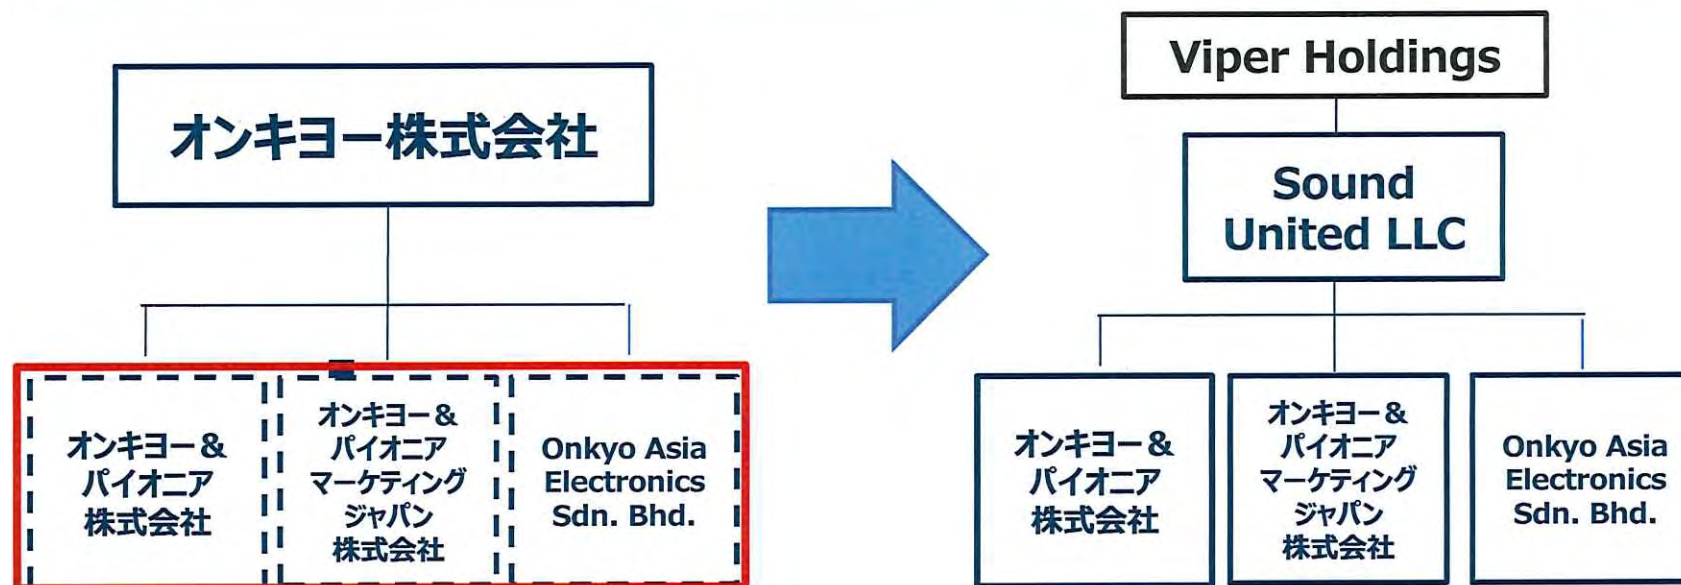 オンキヨー株式会社
オンキヨー＆
パイオニア
株式会社
オンキヨー＆
パイオニア
マーケティング
ジャパン
株式会社
Onkyo Asia
Electronics
Sdn. Bhd.
Viper Holdings
Sound
United LLC
オンキヨー＆
パイオニア
株式会社
オンキヨー＆
パイオニア
マーケティング
ジャパン
株式会社
Onkyo Asia
Electronics
Sdn. Bhd.